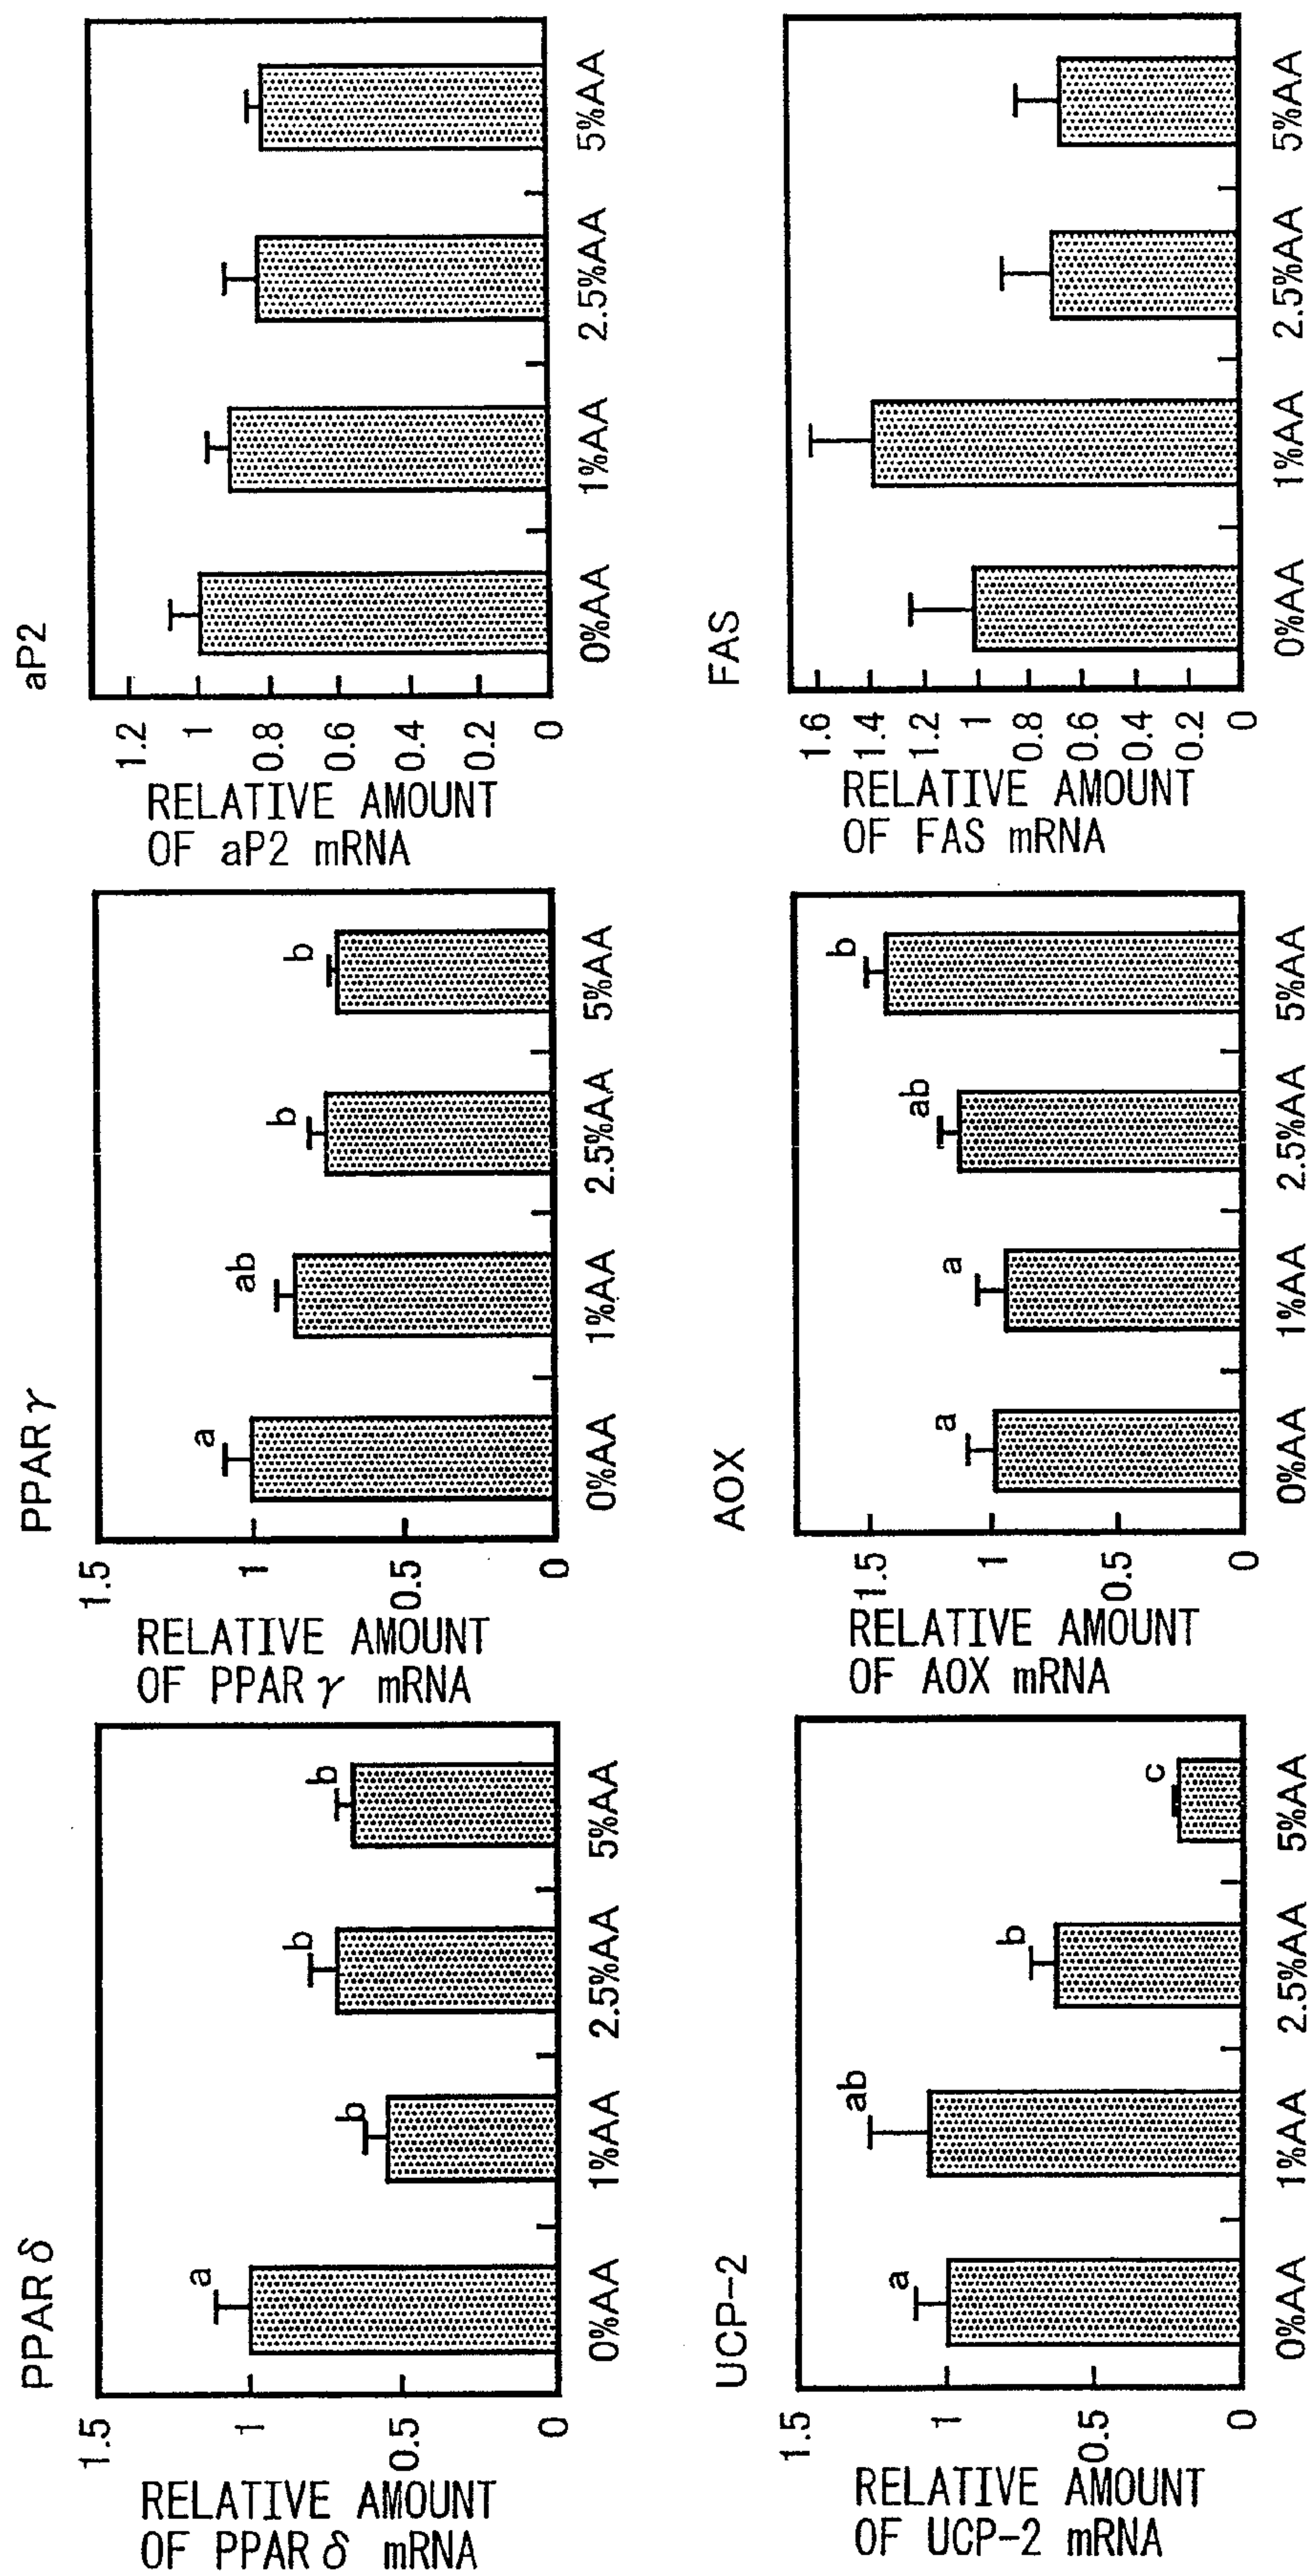 PPARδ
1.5
1
0.5
0
RELATIVE AMOUNT
OF PPARδ mRNA
a
b
b
b
0%AA 1%AA 2.5%AA 5%AA
PPARγ
1.5
1
0.5
0
RELATIVE AMOUNT
OF PPARγ mRNA
a
ab
b
b
0%AA 1%AA 2.5%AA 5%AA
aP2
1.2
1
0.8
0.6
0.4
0.2
0
RELATIVE AMOUNT
OF aP2 mRNA
0%AA 1%AA 2.5%AA 5%AA
UCP-2
1.5
1
0.5
0
RELATIVE AMOUNT
OF UCP-2 mRNA
a
ab
b
c
0%AA 1%AA 2.5%AA 5%AA
AOX
1.5
1
0.5
0
RELATIVE AMOUNT
OF AOX mRNA
a
a
ab
b
0%AA 1%AA 2.5%AA 5%AA
FAS
1.6
1.4
1.2
1
0.8
0.6
0.4
0.2
0
RELATIVE AMOUNT
OF FAS mRNA
0%AA 1%AA 2.5%AA 5%AA